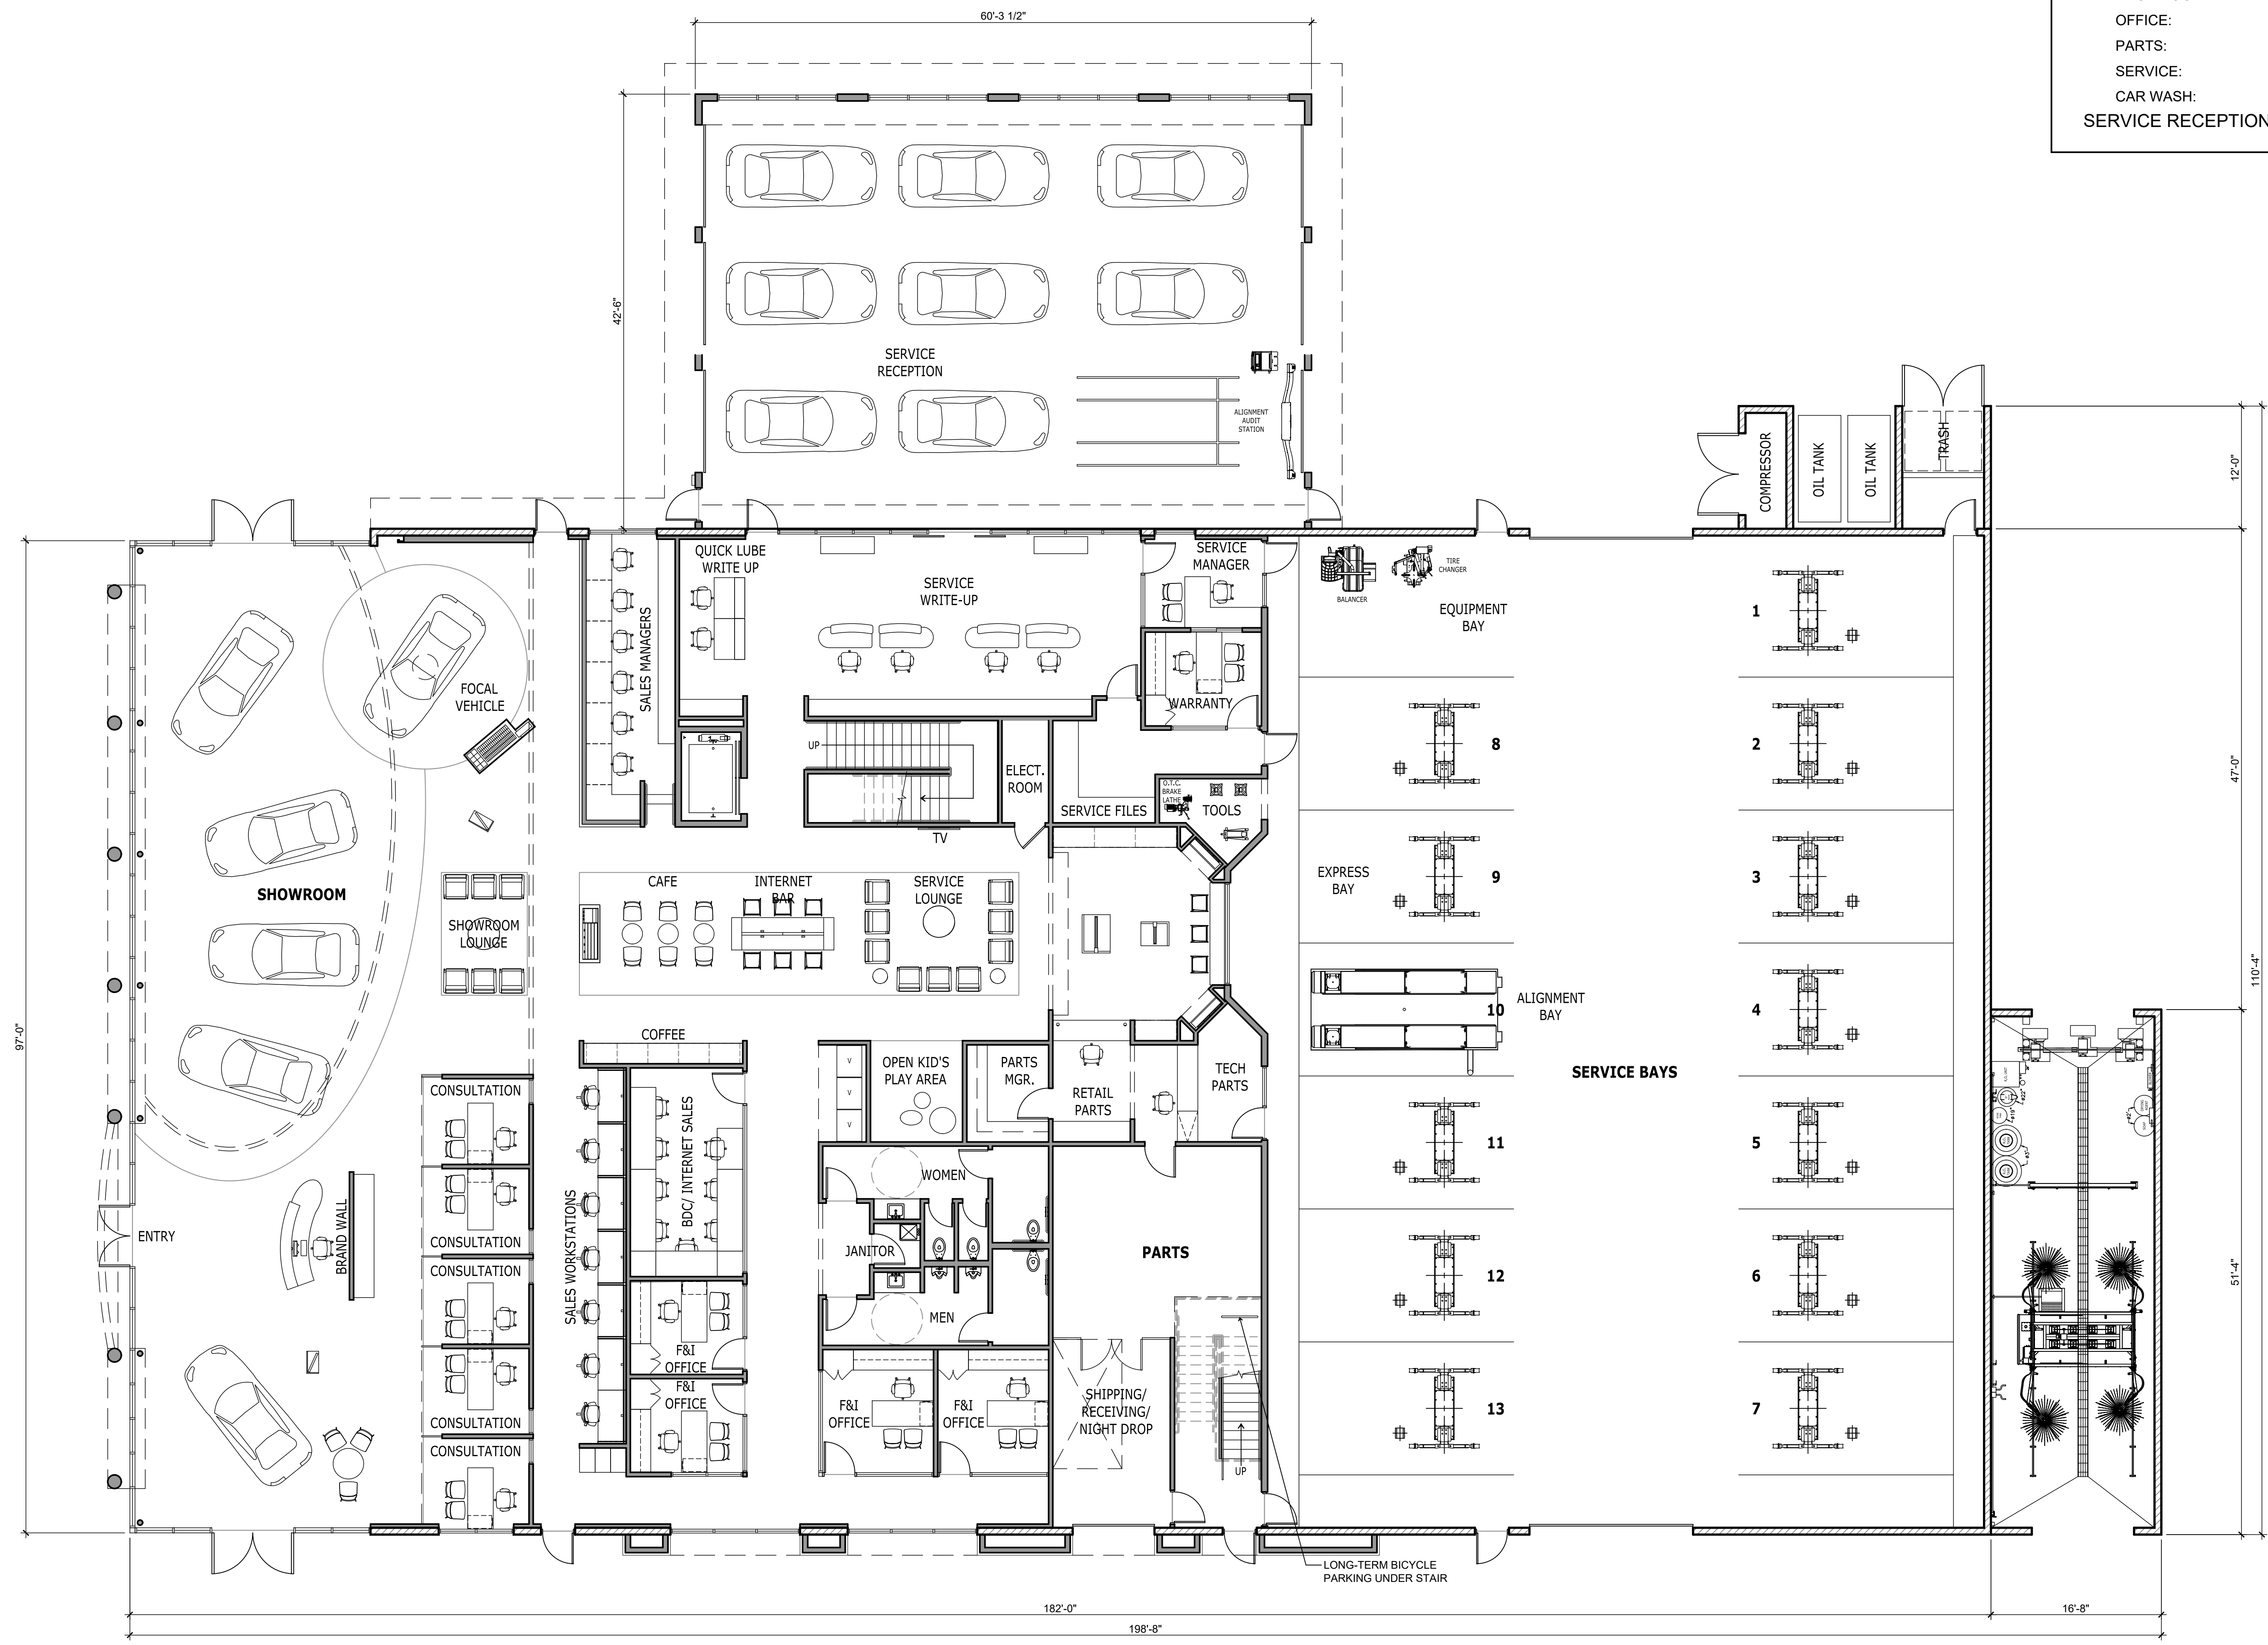 60'-3 1/2"
OFFICE:
PARTS:
SERVICE:
CAR WASH:
SERVICE RECEPTION
42'-6"
SERVICE
RECEPTION
ALIGNMENT
AUDIT
STATION
COMPRESSOR
OIL TANK
OIL TANK
TRASH
12'-0"
97'-0"
QUICK LUBE
WRITE UP
SERVICE
WRITE-UP
SERVICE
MANAGER
BALANCER
TIRE
CHANGER
EQUIPMENT
BAY
1
SALES MANAGERS
FOCAL
VEHICLE
WARRANTY
UP
ELECT.
ROOM
8
2
47'-0"
O.T.C.
BRAKE
LATHE
SERVICE FILES
TOOLS
TV
SHOWROOM
SHOWROOM
LOUNGE
CAFE
INTERNET
BAR
SERVICE
LOUNGE
EXPRESS
BAY
9
3
110'-4"
10
ALIGNMENT
BAY
4
COFFEE
SERVICE BAYS
CONSULTATION
OPEN KID'S
PLAY AREA
PARTS
MGR.
RETAIL
PARTS
TECH
PARTS
V
V
V
11
5
BDC/ INTERNET SALES
SALES WORKSTATIONS
WOMEN
JANITOR
MEN
ENTRY
BRAND WALL
CONSULTATION
CONSULTATION
PARTS
12
6
51'-4"
F&I
OFFICE
F&I
OFFICE
F&I
OFFICE
F&I
OFFICE
CONSULTATION
CONSULTATION
SHIPPING/
RECEIVING/
NIGHT DROP
UP
13
7
LONG-TERM BICYCLE
PARKING UNDER STAIR
182'-0"
16'-8"
198'-8"